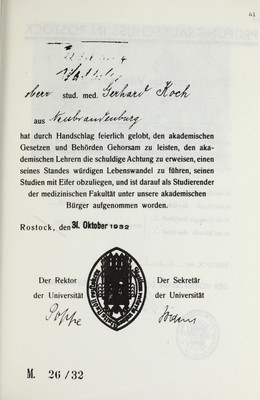 41
stud. med. Gerhard Koch
aus Neubrandenburg
hat durch Handschlag feierlich gelobt, den akademischen
Gesetzen und Behörden Gehorsam zu leisten, den aka-
demischen Lehrern die schuldige Achtung zu erweisen, einen
seines Standes würdigen Lebenswandel zu führen, seinen
Studien mit Eifer obzuliegen, und ist darauf als Studierender
der medizinischen Fakultät unter unsere akademischen
Bürger aufgenommen worden.
Rostock, den 31. Oktober 1932
Der Rektor Der Sekretär
der Universität der Universität
Poppe
M. 26/32